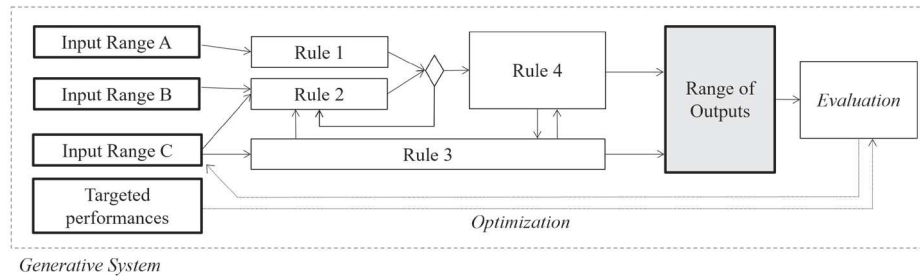 Input Range A
Rule 1
Input Range B
Rule 2
Rule 4
Range of
Outputs
Evaluation
Input Range C
Rule 3
Targeted
performances
Optimization
Generative System